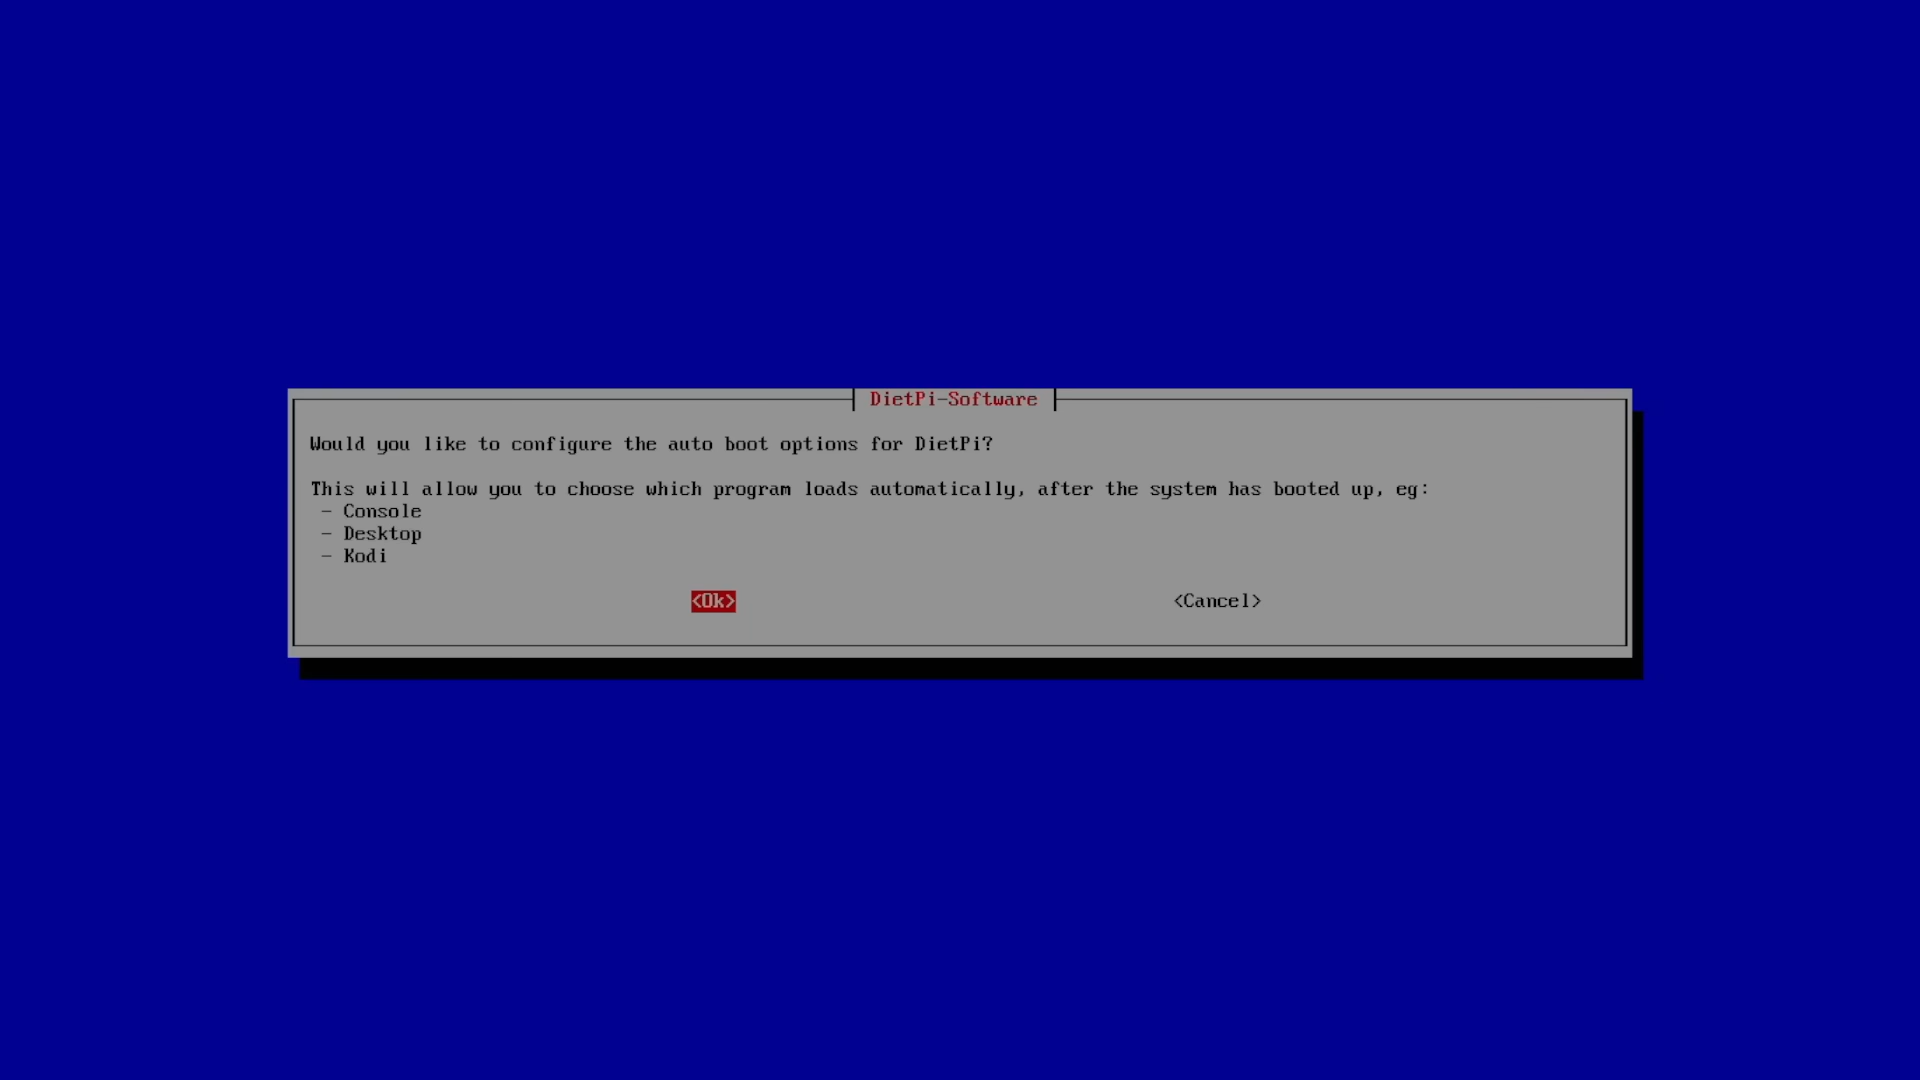 DietPi-Software
Would you like to configure the auto boot options for DietPi?
This will allow you to choose which program loads automatically, after the system has booted up, eg:
- Console
- Desktop
- Kodi
<Ok> <Cancel>